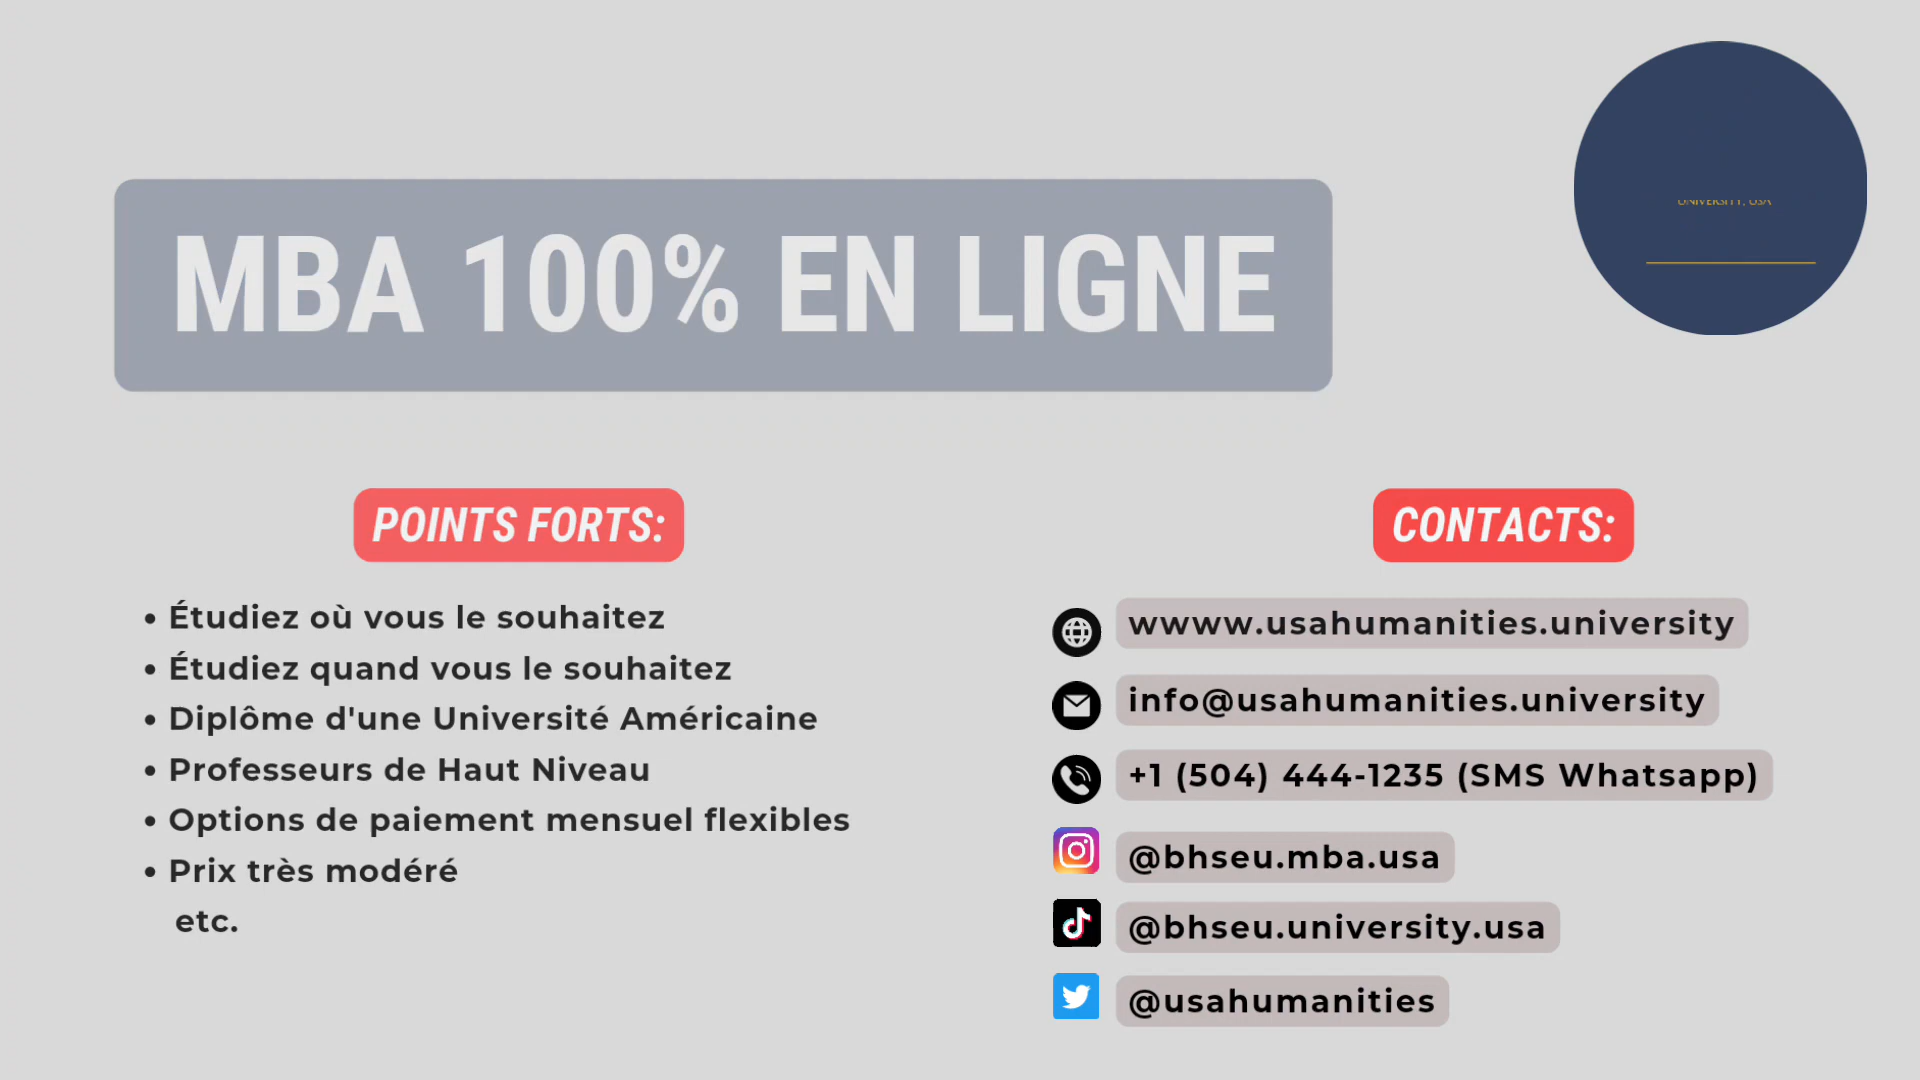 UNIVERSITY, USA
MBA 100% EN LIGNE
POINTS FORTS:
• Étudiez où vous le souhaitez
• Étudiez quand vous le souhaitez
• Diplôme d'une Université Américaine
• Professeurs de Haut Niveau
• Options de paiement mensuel flexibles
• Prix très modéré
etc.
CONTACTS:
wwww.usahumanities.university
info@usahumanities.university
+1 (504) 444-1235 (SMS Whatsapp)
@bhseu.mba.usa
@bhseu.university.usa
@usahumanities